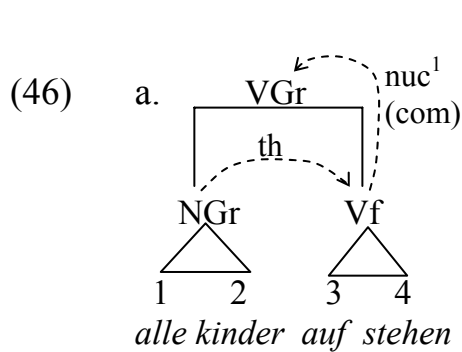 nuc¹
(46) a. VGr (com)
th
NGr Vf
1 2 3 4
alle kinder auf stehen